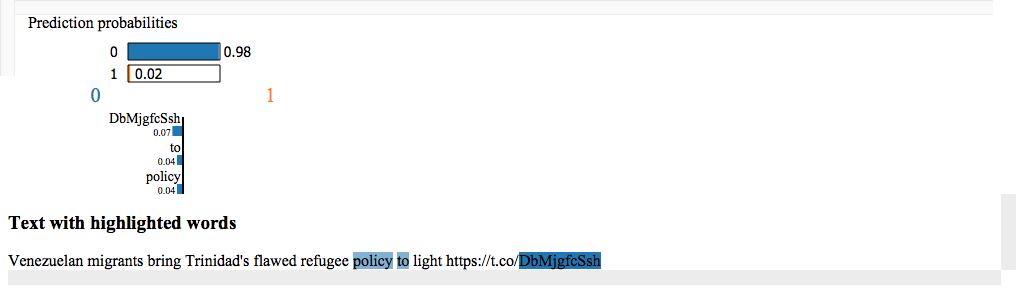 Prediction probabilities
0 0.98
1 0.02
0 1
DbMjgfcSsh
0.07
to
0.04
policy
0.04
Text with highlighted words
Venezuelan migrants bring Trinidad's flawed refugee policy to light https://t.co/DbMjgfcSsh